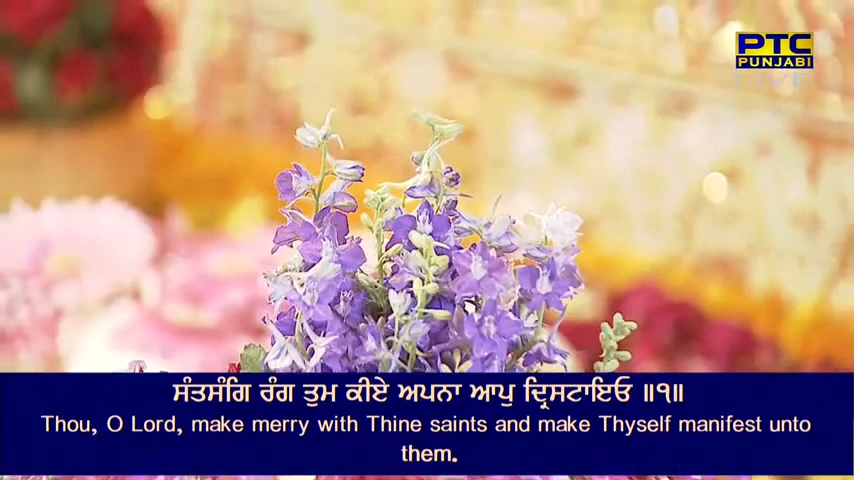 PTC
PUNJABI
LIVE
ਸੰਤਸੰਗਿ ਰੰਗ ਤੁਮ ਕੀਏ ਅਪਨਾ ਆਪੁ ਦ੍ਰਿਸਟਾਇਓ ॥੧॥
Thou, O Lord, make merry with Thine saints and make Thyself manifest unto
them.